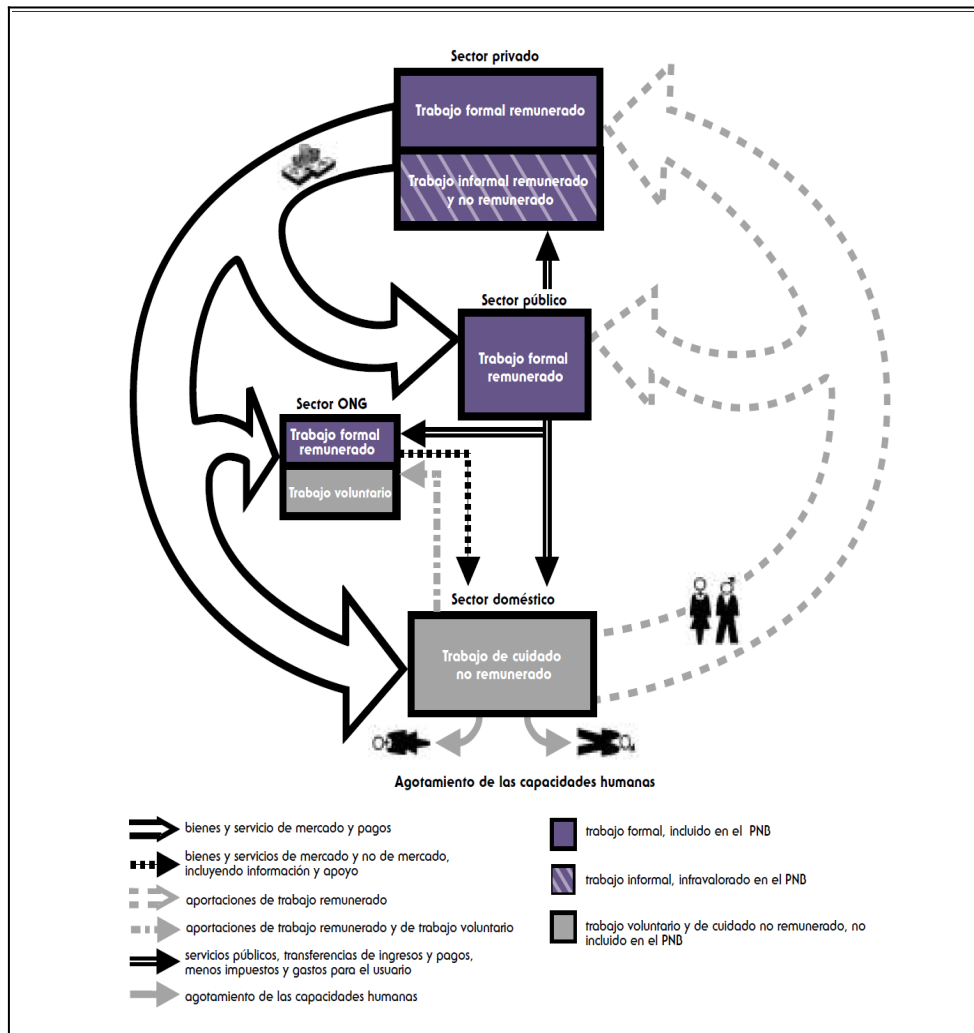 Sector privado
Trabajo formal remunerado
Trabajo informal remunerado
y no remunerado
Sector público
Trabajo formal
remunerado
Sector ONG
Trabajo formal
remunerado
Trabajo voluntario
Sector doméstico
Trabajo de cuidado
no remunerado
Agotamiento de las capacidades humanas
bienes y servicio de mercado y pagos
bienes y servicios de mercado y no de mercado,
incluyendo información y apoyo
aportaciones de trabajo remunerado
aportaciones de trabajo remunerado y de trabajo voluntario
servicios públicos, transferencias de ingresos y pagos,
menos impuestos y gastos para el usuario
agotamiento de las capacidades humanas
trabajo formal, incluido en el PNB
trabajo informal, infravalorado en el PNB
trabajo voluntario y de cuidado no remunerado, no
incluido en el PNB